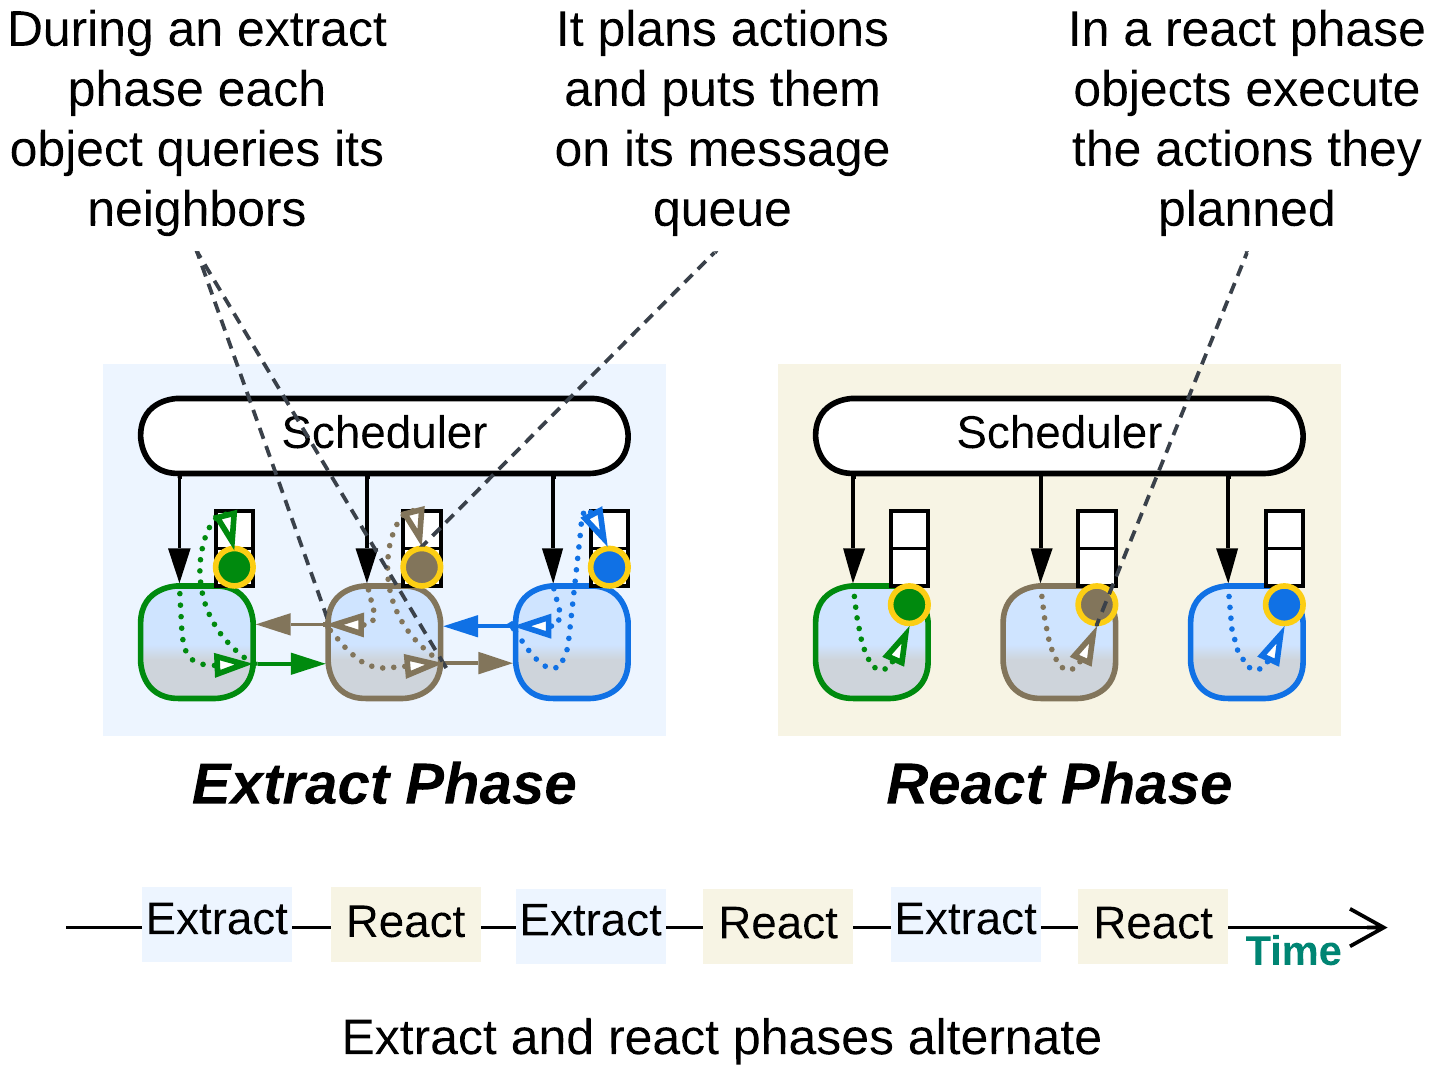 During an extract
phase each
object queries its
neighbors
It plans actions
and puts them
on its message
queue
In a react phase
objects execute
the actions they
planned
Scheduler
Scheduler
Extract Phase
React Phase
Extract
React
Extract
React
Extract
React
Time
Extract and react phases alternate